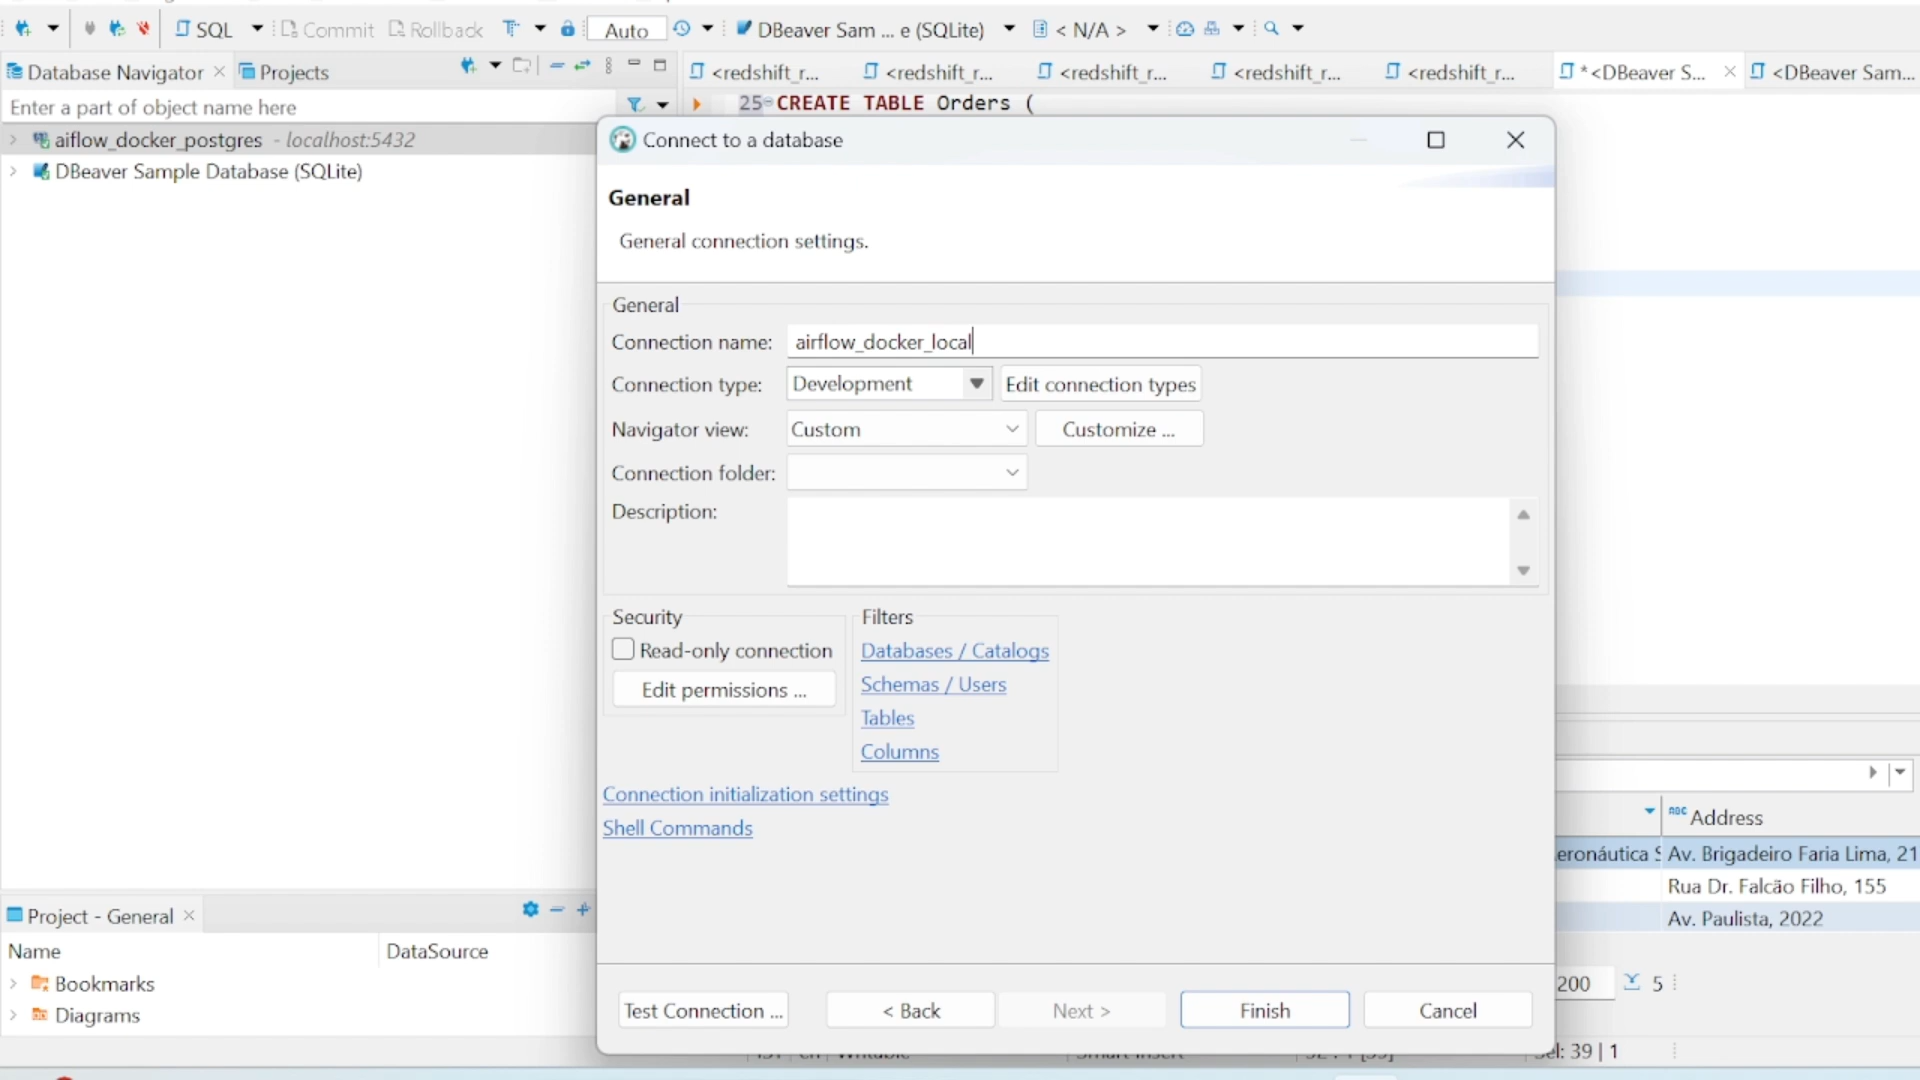 SQL Commit Rollback Auto DBeaver Sam ... e (SQLite) < N/A >
Database Navigator Projects
<redshift_r... <redshift_r... <redshift_r... <redshift_r... <redshift_r... *<DBeaver S... <DBeaver Sam...
Enter a part of object name here
25 CREATE TABLE Orders (
aiflow_docker_postgres - localhost:5432
DBeaver Sample Database (SQLite)
Connect to a database
General
General connection settings.
General
Connection name: airflow_docker_local
Connection type: Development Edit connection types
Navigator view: Custom Customize ...
Connection folder:
Description:
Security
Read-only connection
Edit permissions ...
Filters
Databases / Catalogs
Schemas / Users
Tables
Columns
Connection initialization settings
Shell Commands
Test Connection ... < Back Next > Finish Cancel
ABC Address
eronáutica S Av. Brigadeiro Faria Lima, 21
Rua Dr. Falcão Filho, 155
Av. Paulista, 2022
200 5
Project - General
Name DataSource
Bookmarks
Diagrams
Sel: 39 | 1